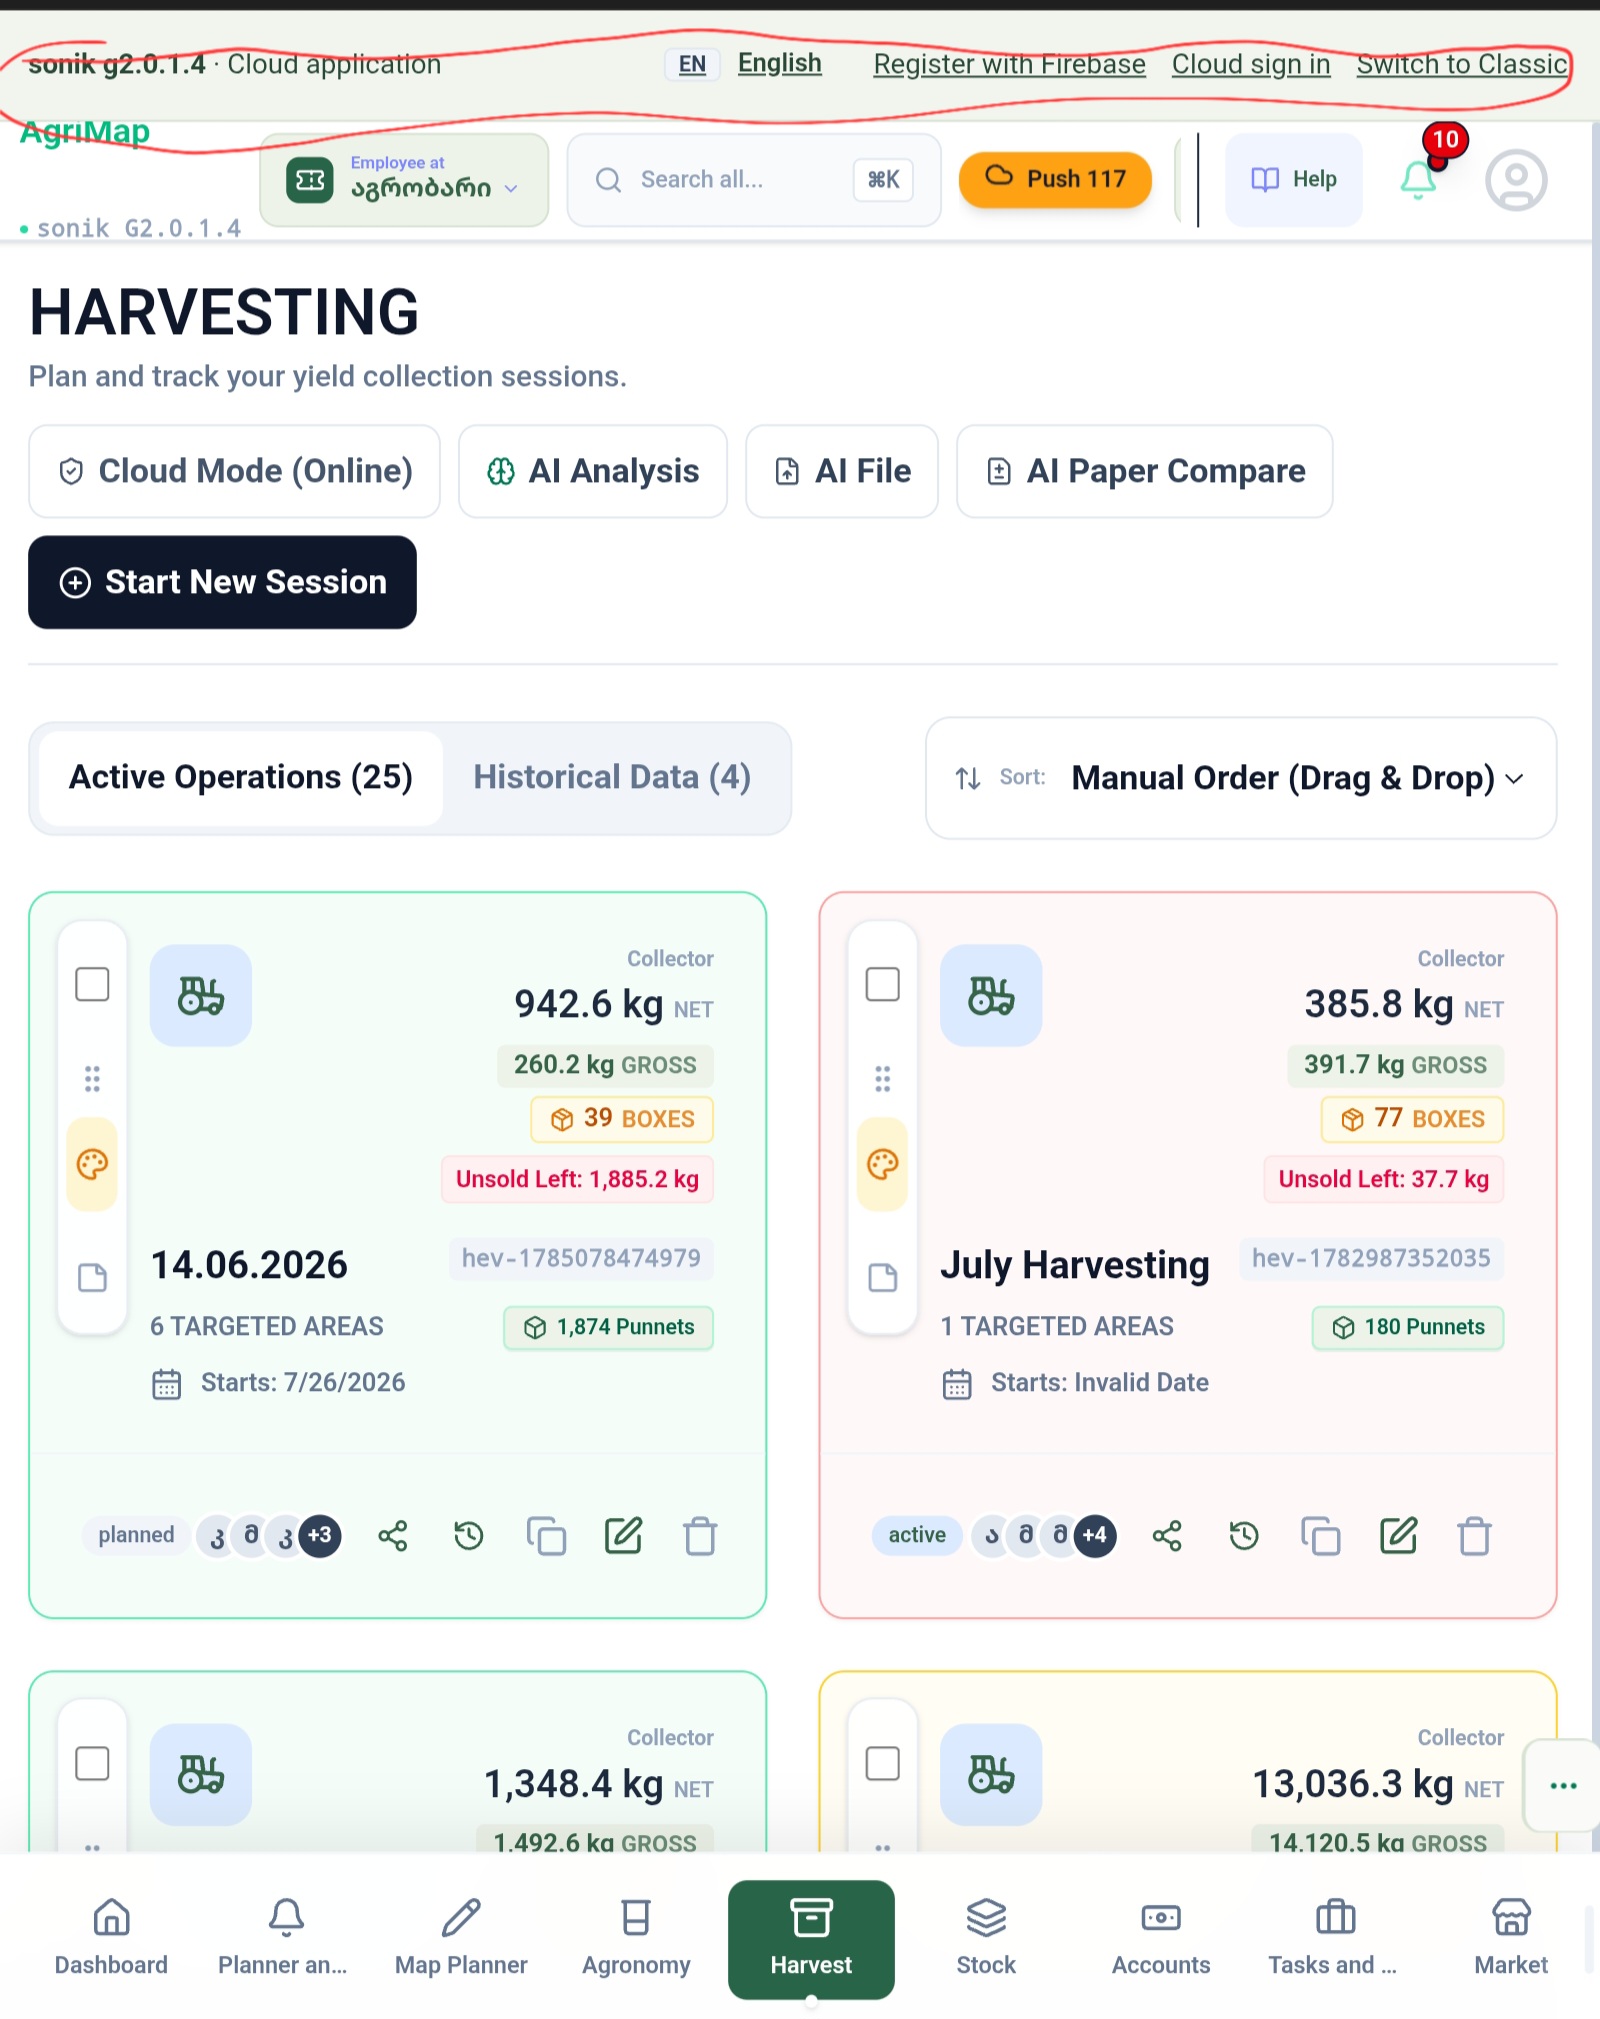 sonik g2.0.1.4 · Cloud application EN English Register with Firebase Cloud sign in Switch to Classic
AgriMap
sonik G2.0.1.4
Employee at
აგრობარი
Search all...
⌘K
Push 117
Help
10
HARVESTING
Plan and track your yield collection sessions.
Cloud Mode (Online) AI Analysis AI File AI Paper Compare
Start New Session
Active Operations (25) Historical Data (4) Sort: Manual Order (Drag & Drop)
Collector
942.6 kg NET
260.2 kg GROSS
39 BOXES
Unsold Left: 1,885.2 kg
14.06.2026 hev-1785078474979
6 TARGETED AREAS 1,874 Punnets
Starts: 7/26/2026
planned კ მ კ +3
Collector
385.8 kg NET
391.7 kg GROSS
77 BOXES
Unsold Left: 37.7 kg
July Harvesting hev-1782987352035
1 TARGETED AREAS 180 Punnets
Starts: Invalid Date
active ა მ მ +4
Collector
1,348.4 kg NET
1,492.6 kg GROSS
Collector
13,036.3 kg NET
14,120.5 kg GROSS
Dashboard Planner an... Map Planner Agronomy Harvest Stock Accounts Tasks and ... Market